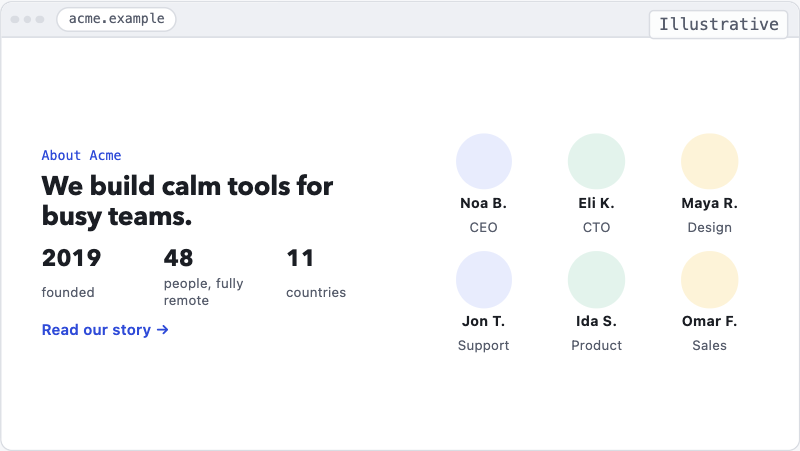 acme.example
Illustrative
About Acme
We build calm tools for
busy teams.
2019
founded
48
people, fully
remote
11
countries
Read our story →
Noa B.
CEO
Eli K.
CTO
Maya R.
Design
Jon T.
Support
Ida S.
Product
Omar F.
Sales